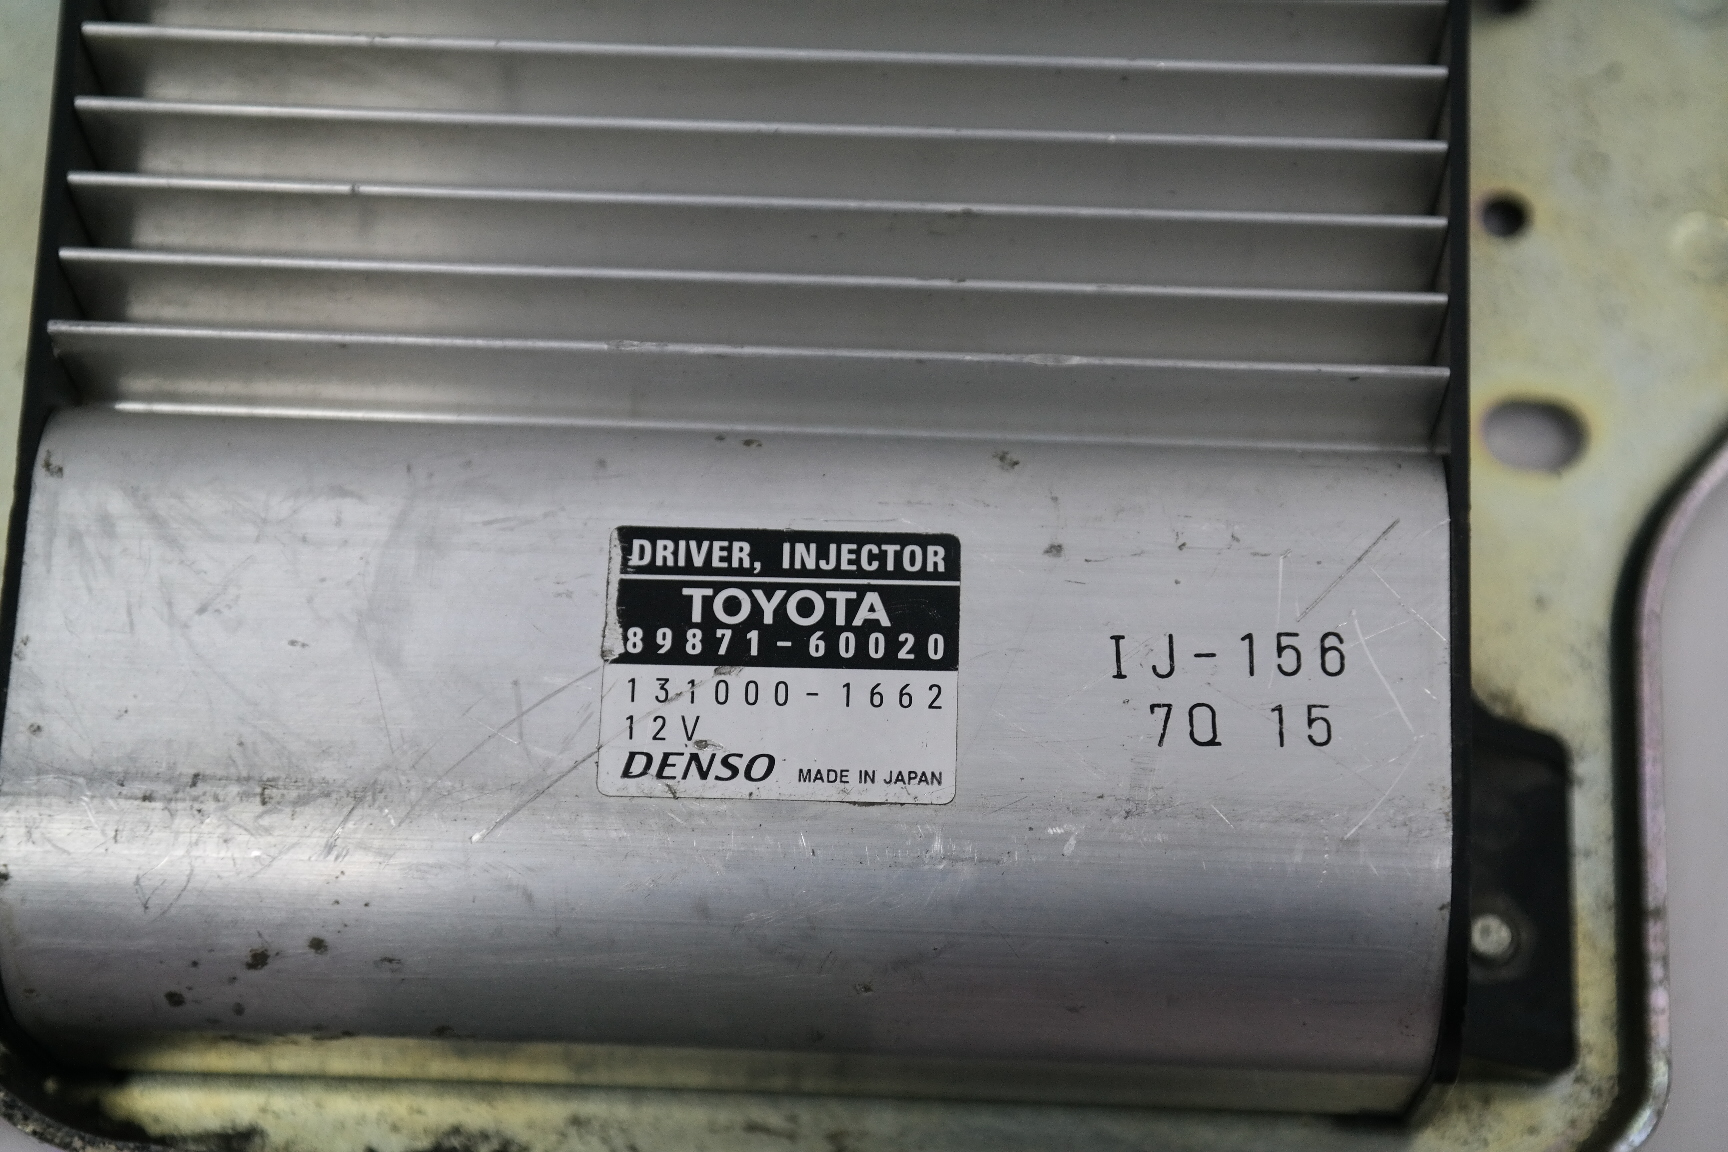 DRIVER, INJECTOR
TOYOTA
89871-60020
131000-1662
12V
DENSO MADE IN JAPAN
IJ-156
7Q 15